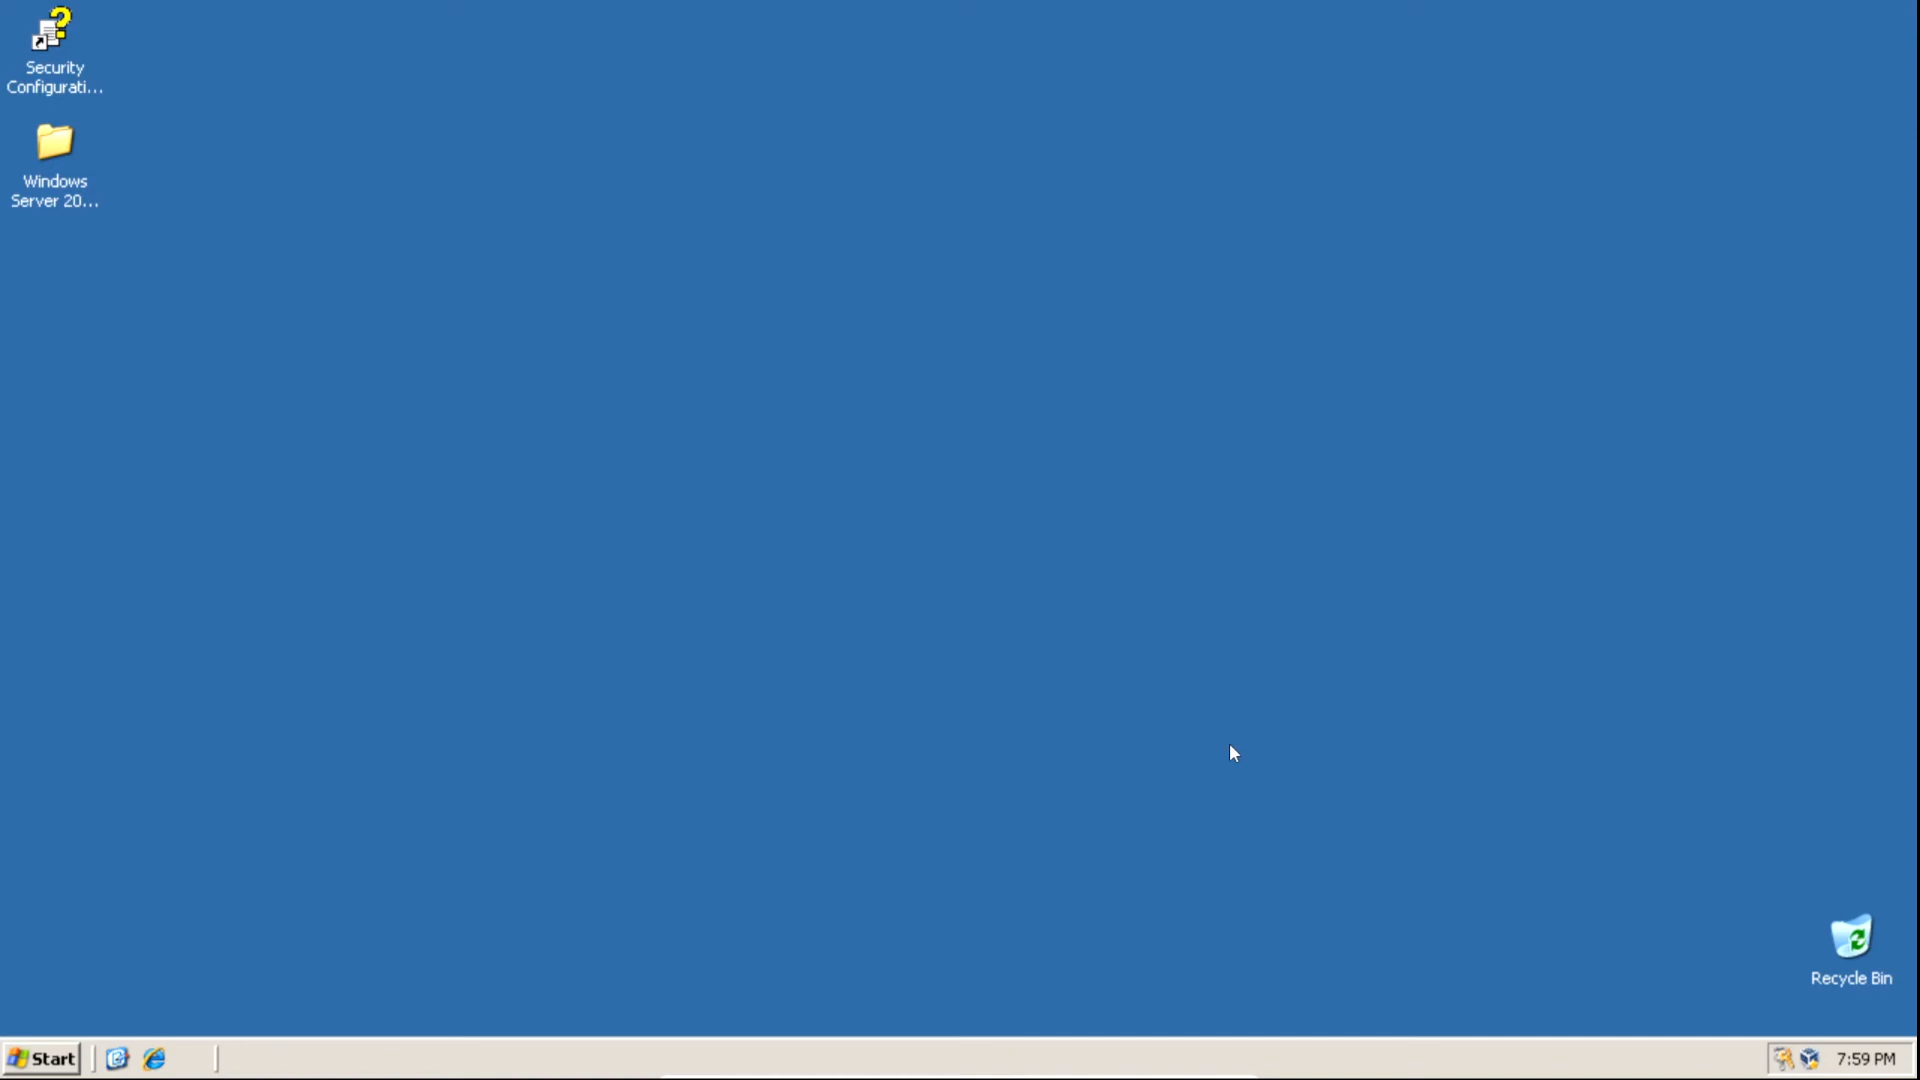 Security
Configurati...
Windows
Server 20...
Recycle Bin
Start
7:59 PM